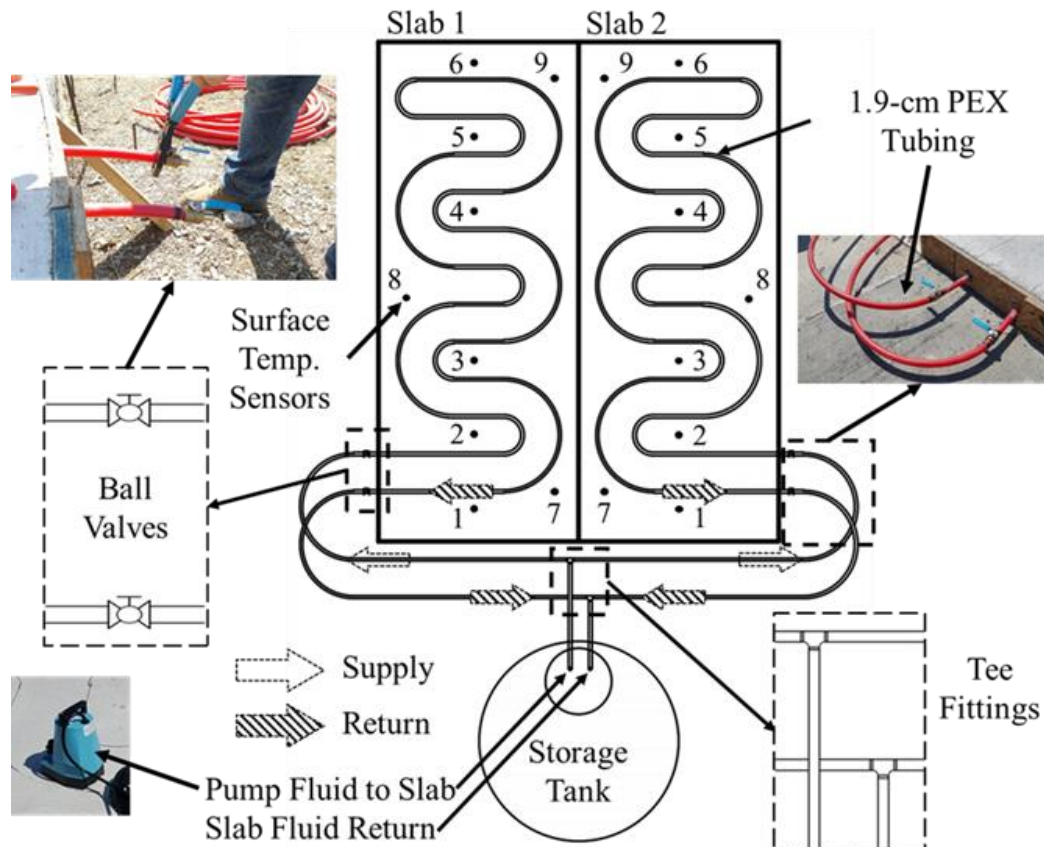 Slab 1
Slab 2
6
9
9
6
1.9-cm PEX
Tubing
5
5
4
4
8
8
Surface
Temp.
Sensors
3
3
2
2
Ball
Valves
1
7
7
1
Supply
Return
Tee
Fittings
Storage
Tank
Pump Fluid to Slab
Slab Fluid Return